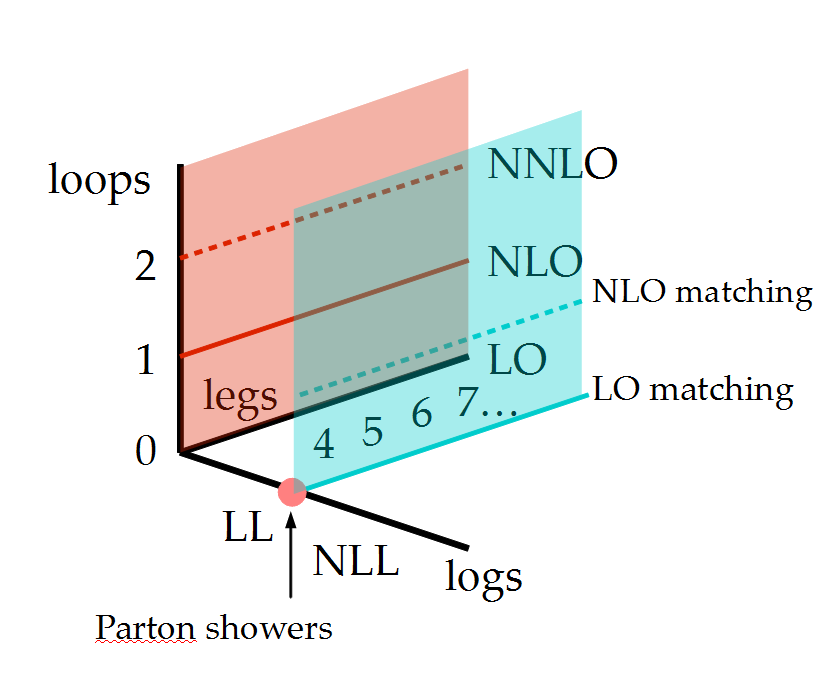 loops
NNLO
2
NLO
NLO matching
1
LO
legs
7...
LO matching
6
5
4
0
LL
NLL
logs
Parton showers